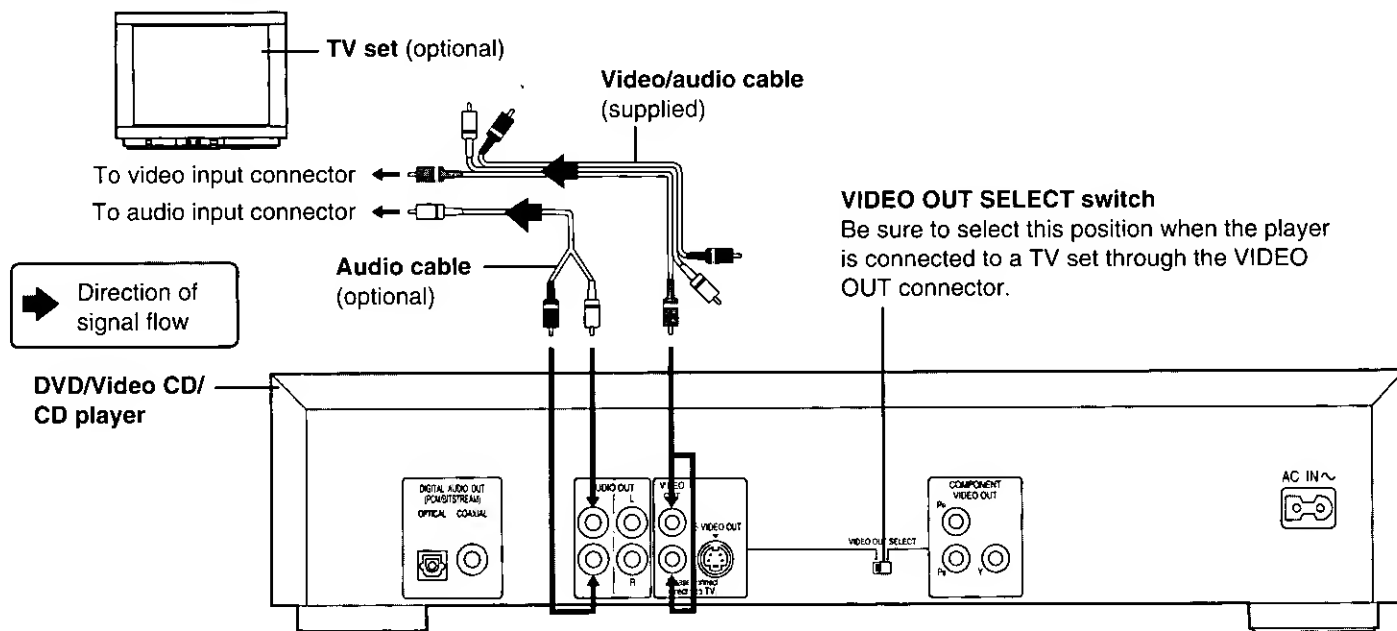 TV set (optional)
Video/audio cable
(supplied)
To video input connector
To audio input connector
VIDEO OUT SELECT switch
Be sure to select this position when the player
is connected to a TV set through the VIDEO
OUT connector.
Audio cable
(optional)
Direction of
signal flow
DVD/Video CD/
CD player
DIGITAL AUDIO OUT
(PCM/BITSTREAM)
OPTICAL COAXIAL
AUDIO OUT
L
R
VIDEO
OUT
VIDEO OUT
TV
VIDEO OUT SELECT
COMPONENT
VIDEO OUT
Y
AC IN ~